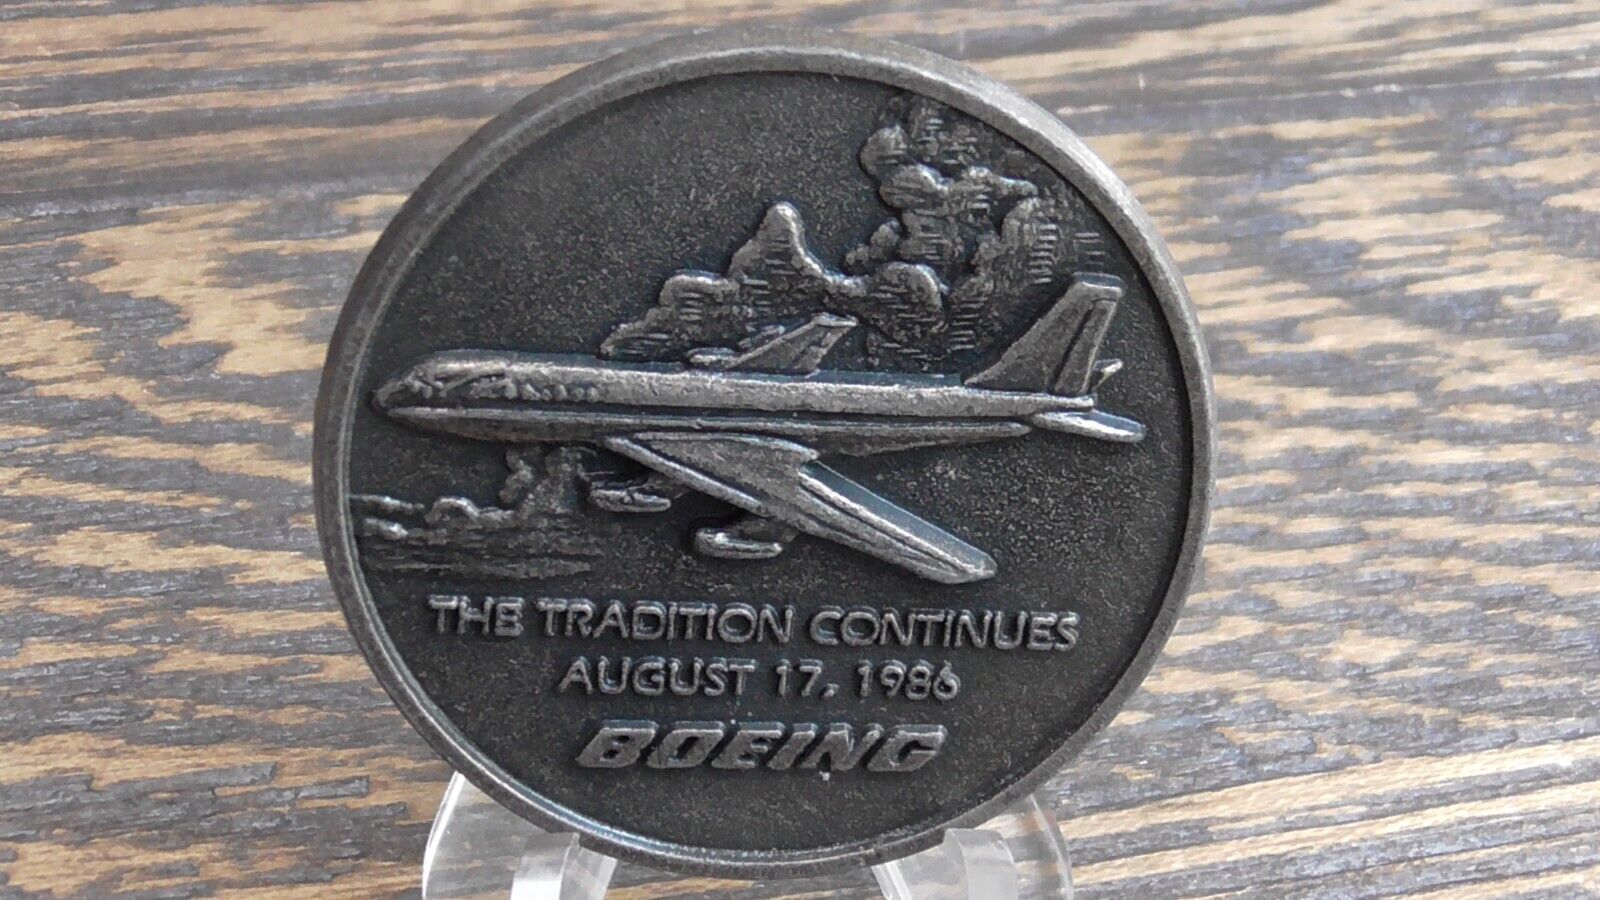 THE TRADITION CONTINUES
AUGUST 17, 1986
BOEING